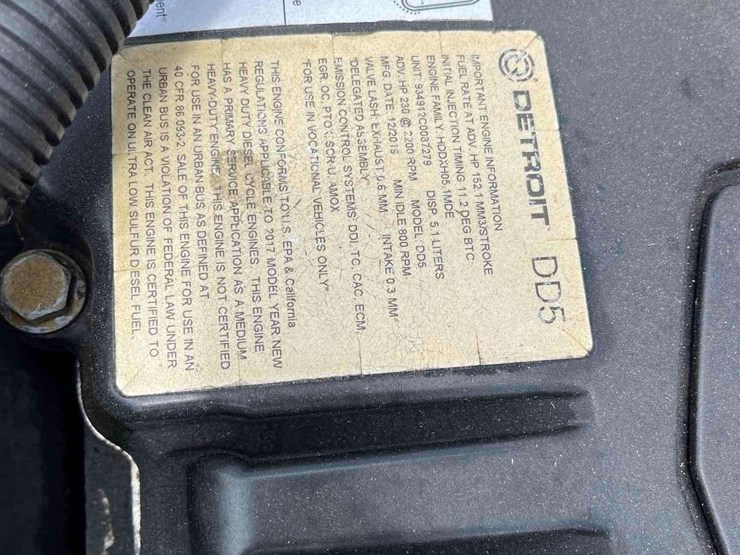 DETROIT DD5
IMPORTANT ENGINE INFORMATION
FUEL RATE AT ADV. HP 152.1 MM3/STROKE
INITIAL INJECTION TIMING 11.2 DEG BTC
ENGINE FAMILY: HDDXH05.1MDE
UNIT: 934912C0037279 DISP. 5.1 LITERS
ADV. HP 230 @ 2,200 RPM MODEL: DD5
MFG. DATE: 12/2016 MIN IDLE 800 RPM
VALVE LASH: EXHAUST 0.6 MM INTAKE 0.3 MM
"DELEGATED ASSEMBLY"
EMISSION CONTROL SYSTEMS: DDI, TC, CAC, ECM,
EGR, OC, PTOX, SCR-U, AMOX
"FOR USE IN VOCATIONAL VEHICLES ONLY"
THIS ENGINE CONFORMS TO U.S. EPA & California
REGULATIONS APPLICABLE TO 2017 MODEL YEAR NEW
HEAVY DUTY DIESEL CYCLE ENGINES. THIS ENGINE
HAS A PRIMARY SERVICE APPLICATION AS A MEDIUM
HEAVY-DUTY ENGINE. THIS ENGINE IS NOT CERTIFIED
FOR USE IN AN URBAN BUS AS DEFINED AT
40 CFR 86.093-2. SALE OF THIS ENGINE FOR USE IN AN
URBAN BUS IS A VIOLATION OF FEDERAL LAW UNDER
THE CLEAN AIR ACT. THIS ENGINE IS CERTIFIED TO
OPERATE ON ULTRA LOW SULFUR DIESEL FUEL.